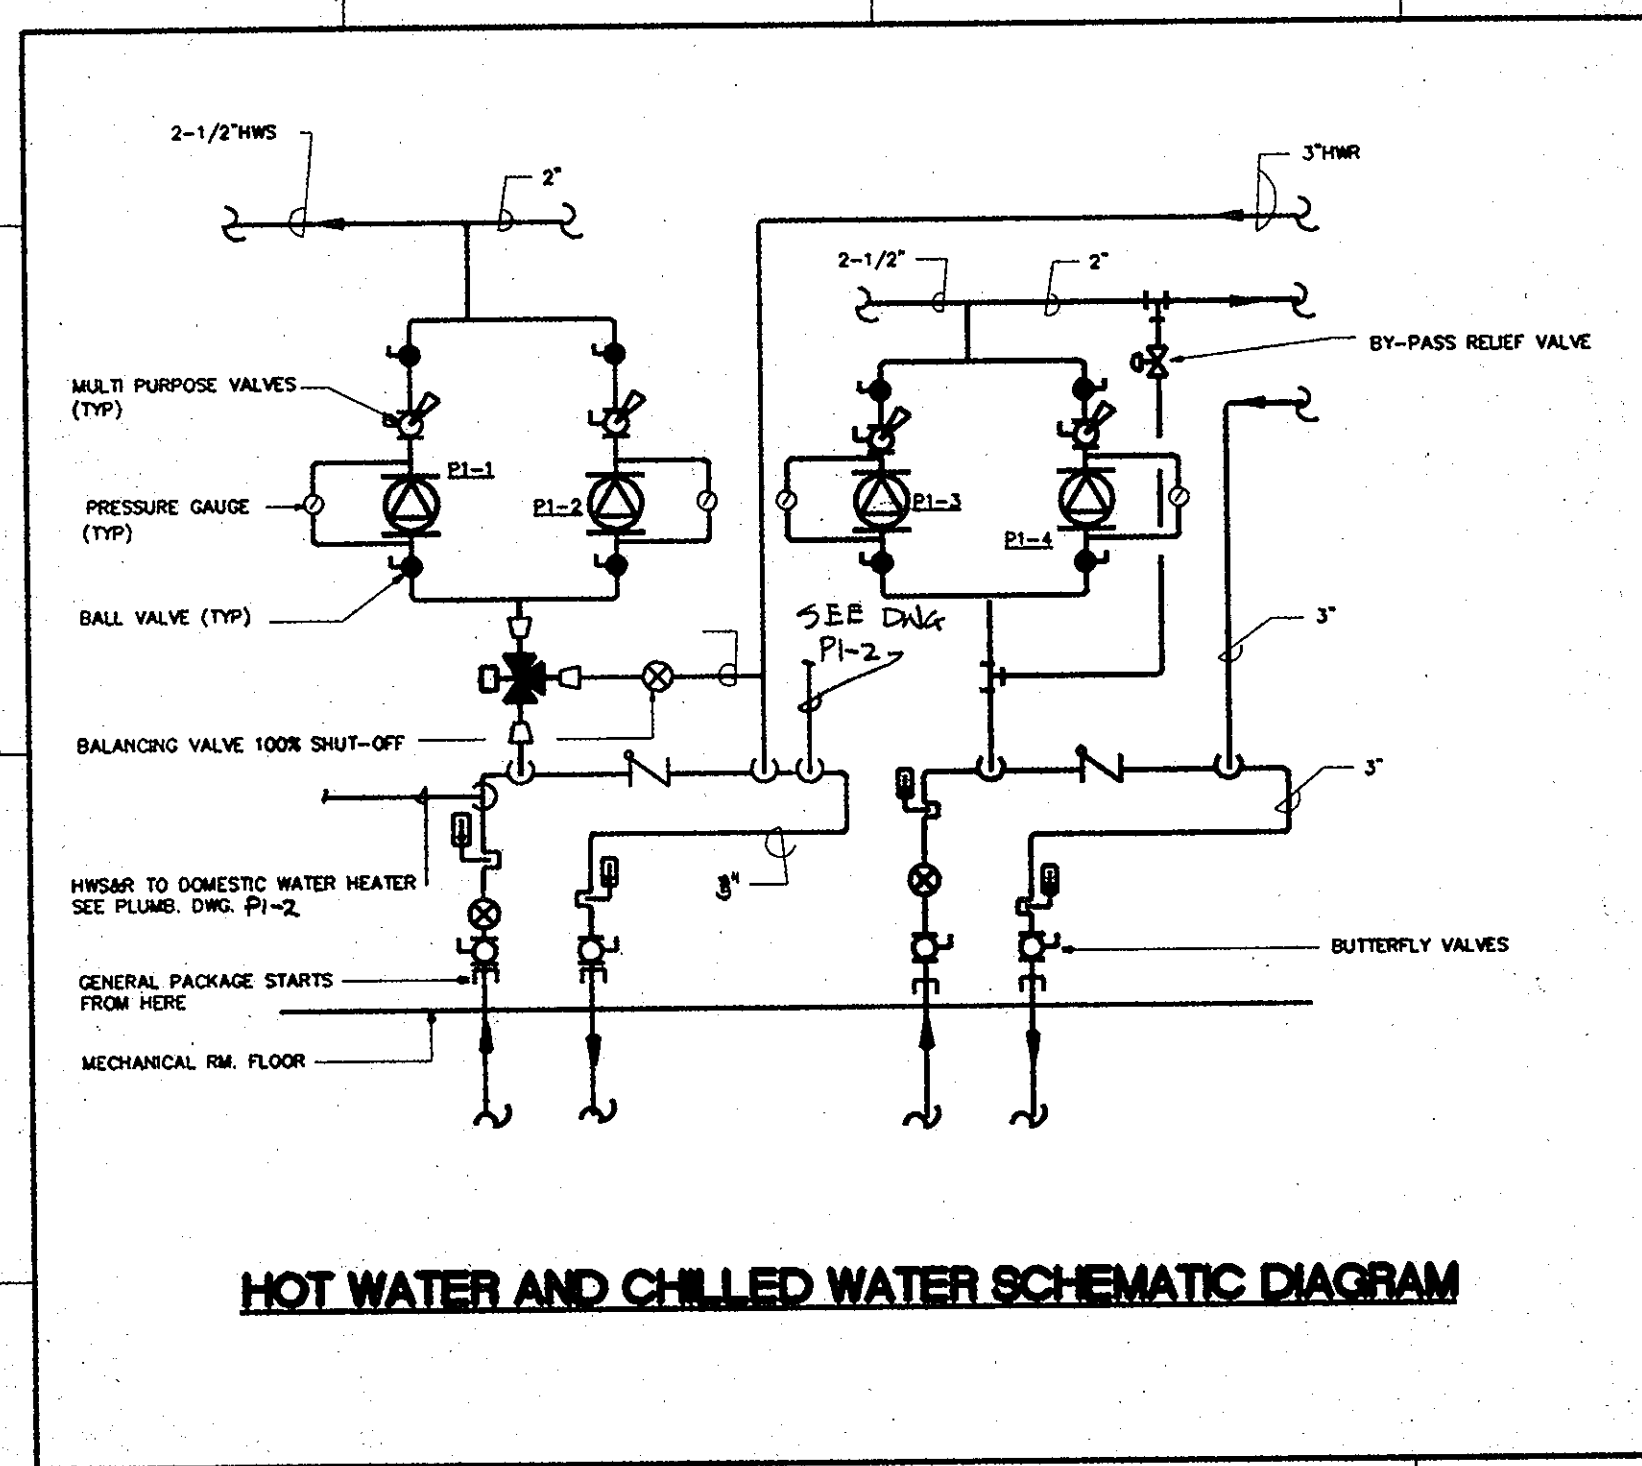 2-1/2"HWS
2"
3"HWR
2-1/2"
2"
BY-PASS RELIEF VALVE
MULTI PURPOSE VALVES
(TYP)
P1-1
PRESSURE GAUGE
(TYP)
P1-2
P1-3
P1-4
BALL VALVE (TYP)
SEE DWG
P1-2
3"
BALANCING VALVE 100% SHUT-OFF
3"
HWS&R TO DOMESTIC WATER HEATER
SEE PLUMB. DWG. P1-2
3"
BUTTERFLY VALVES
GENERAL PACKAGE STARTS
FROM HERE
MECHANICAL RM. FLOOR
HOT WATER AND CHILLED WATER SCHEMATIC DIAGRAM